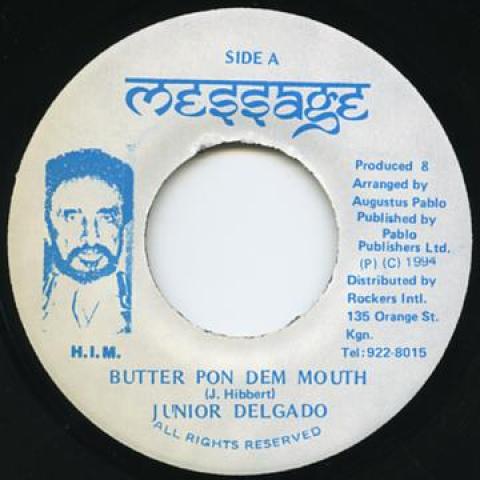 SIDE A
MESSAGE
Produced &
Arranged by
Augustus Pablo
Published by
Pablo
Publishers Ltd.
(P) (C) 1994
Distributed by
Rockers Intl.
135 Orange St.
Kgn.
Tel:922-8015
H.I.M.
BUTTER PON DEM MOUTH
(J. Hibbert)
JUNIOR DELGADO
ALL RIGHTS RESERVED